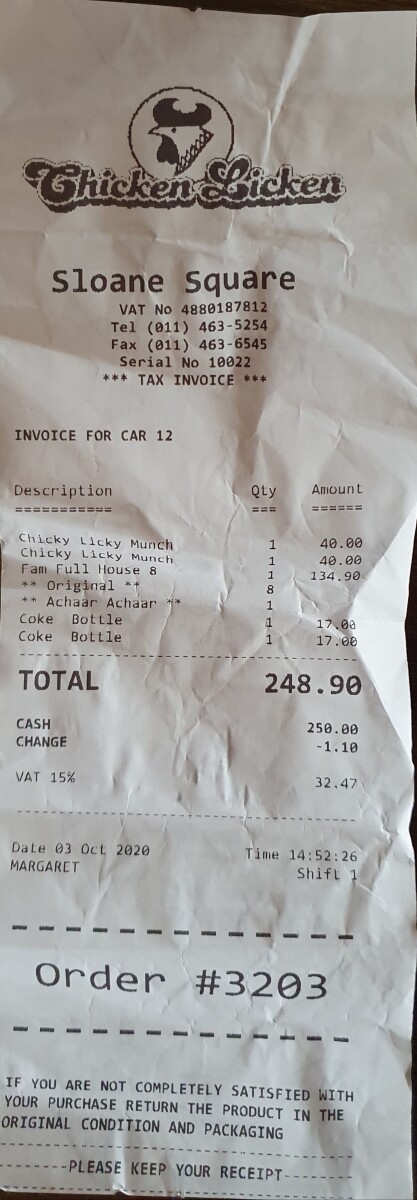 Chicken Licken
Sloane Square
VAT No 4880187812
Tel (011) 463-5254
Fax (011) 463-6545
Serial No 10022
*** TAX INVOICE ***
INVOICE FOR CAR 12
Description Qty Amount
=========== === ======
Chicky Licky Munch 1 40.00
Chicky Licky Munch 1 40.00
Fam Full House 8 1 134.90
** Original ** 8
** Achaar Achaar ** 1
Coke Bottle 1 17.00
Coke Bottle 1 17.00
TOTAL 248.90
CASH 250.00
CHANGE -1.10
VAT 15% 32.47
Date 03 Oct 2020 Time 14:52:26
MARGARET Shift 1
Order #3203
IF YOU ARE NOT COMPLETELY SATISFIED WITH
YOUR PURCHASE RETURN THE PRODUCT IN THE
ORIGINAL CONDITION AND PACKAGING
-------PLEASE KEEP YOUR RECEIPT-------